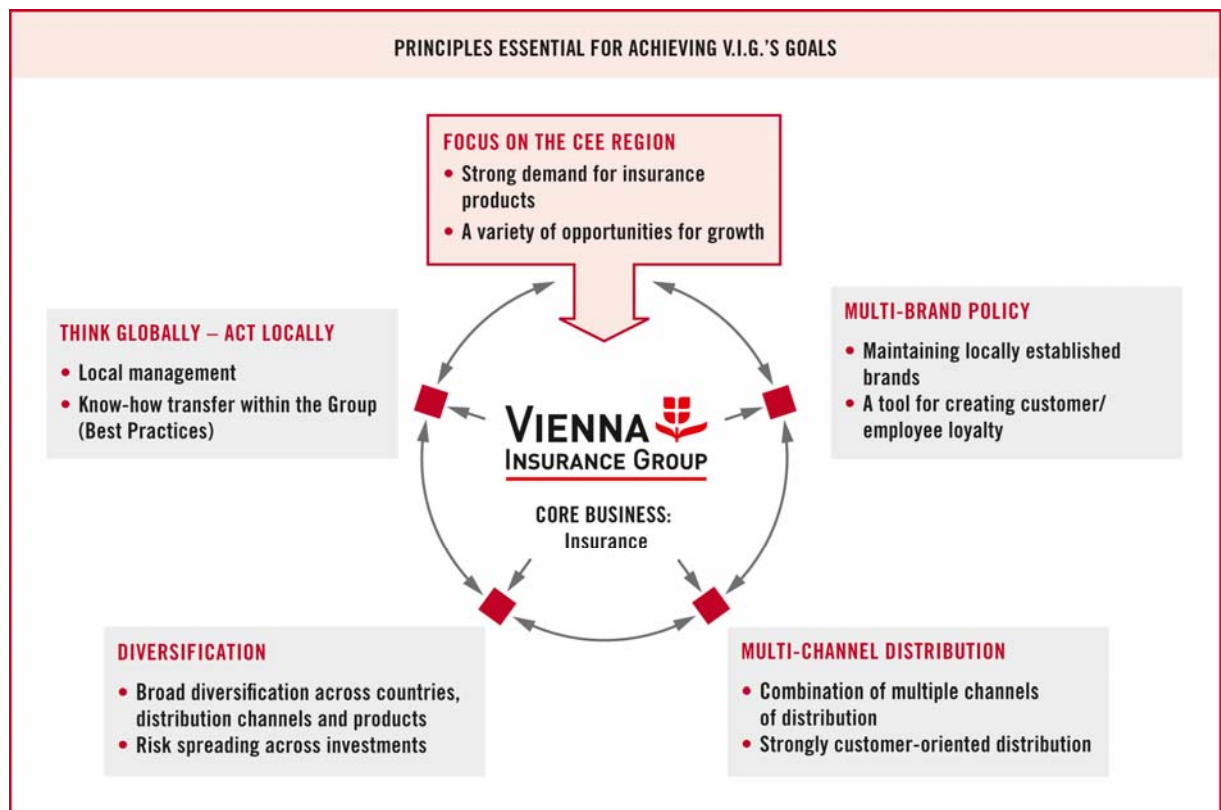 PRINCIPLES ESSENTIAL FOR ACHIEVING V.I.G.'S GOALS
FOCUS ON THE CEE REGION
• Strong demand for insurance
products
• A variety of opportunities for growth
THINK GLOBALLY – ACT LOCALLY
• Local management
• Know-how transfer within the Group
(Best Practices)
MULTI-BRAND POLICY
• Maintaining locally established
brands
• A tool for creating customer/
employee loyalty
VIENNA
INSURANCE GROUP
CORE BUSINESS:
Insurance
DIVERSIFICATION
• Broad diversification across countries,
distribution channels and products
• Risk spreading across investments
MULTI-CHANNEL DISTRIBUTION
• Combination of multiple channels
of distribution
• Strongly customer-oriented distribution